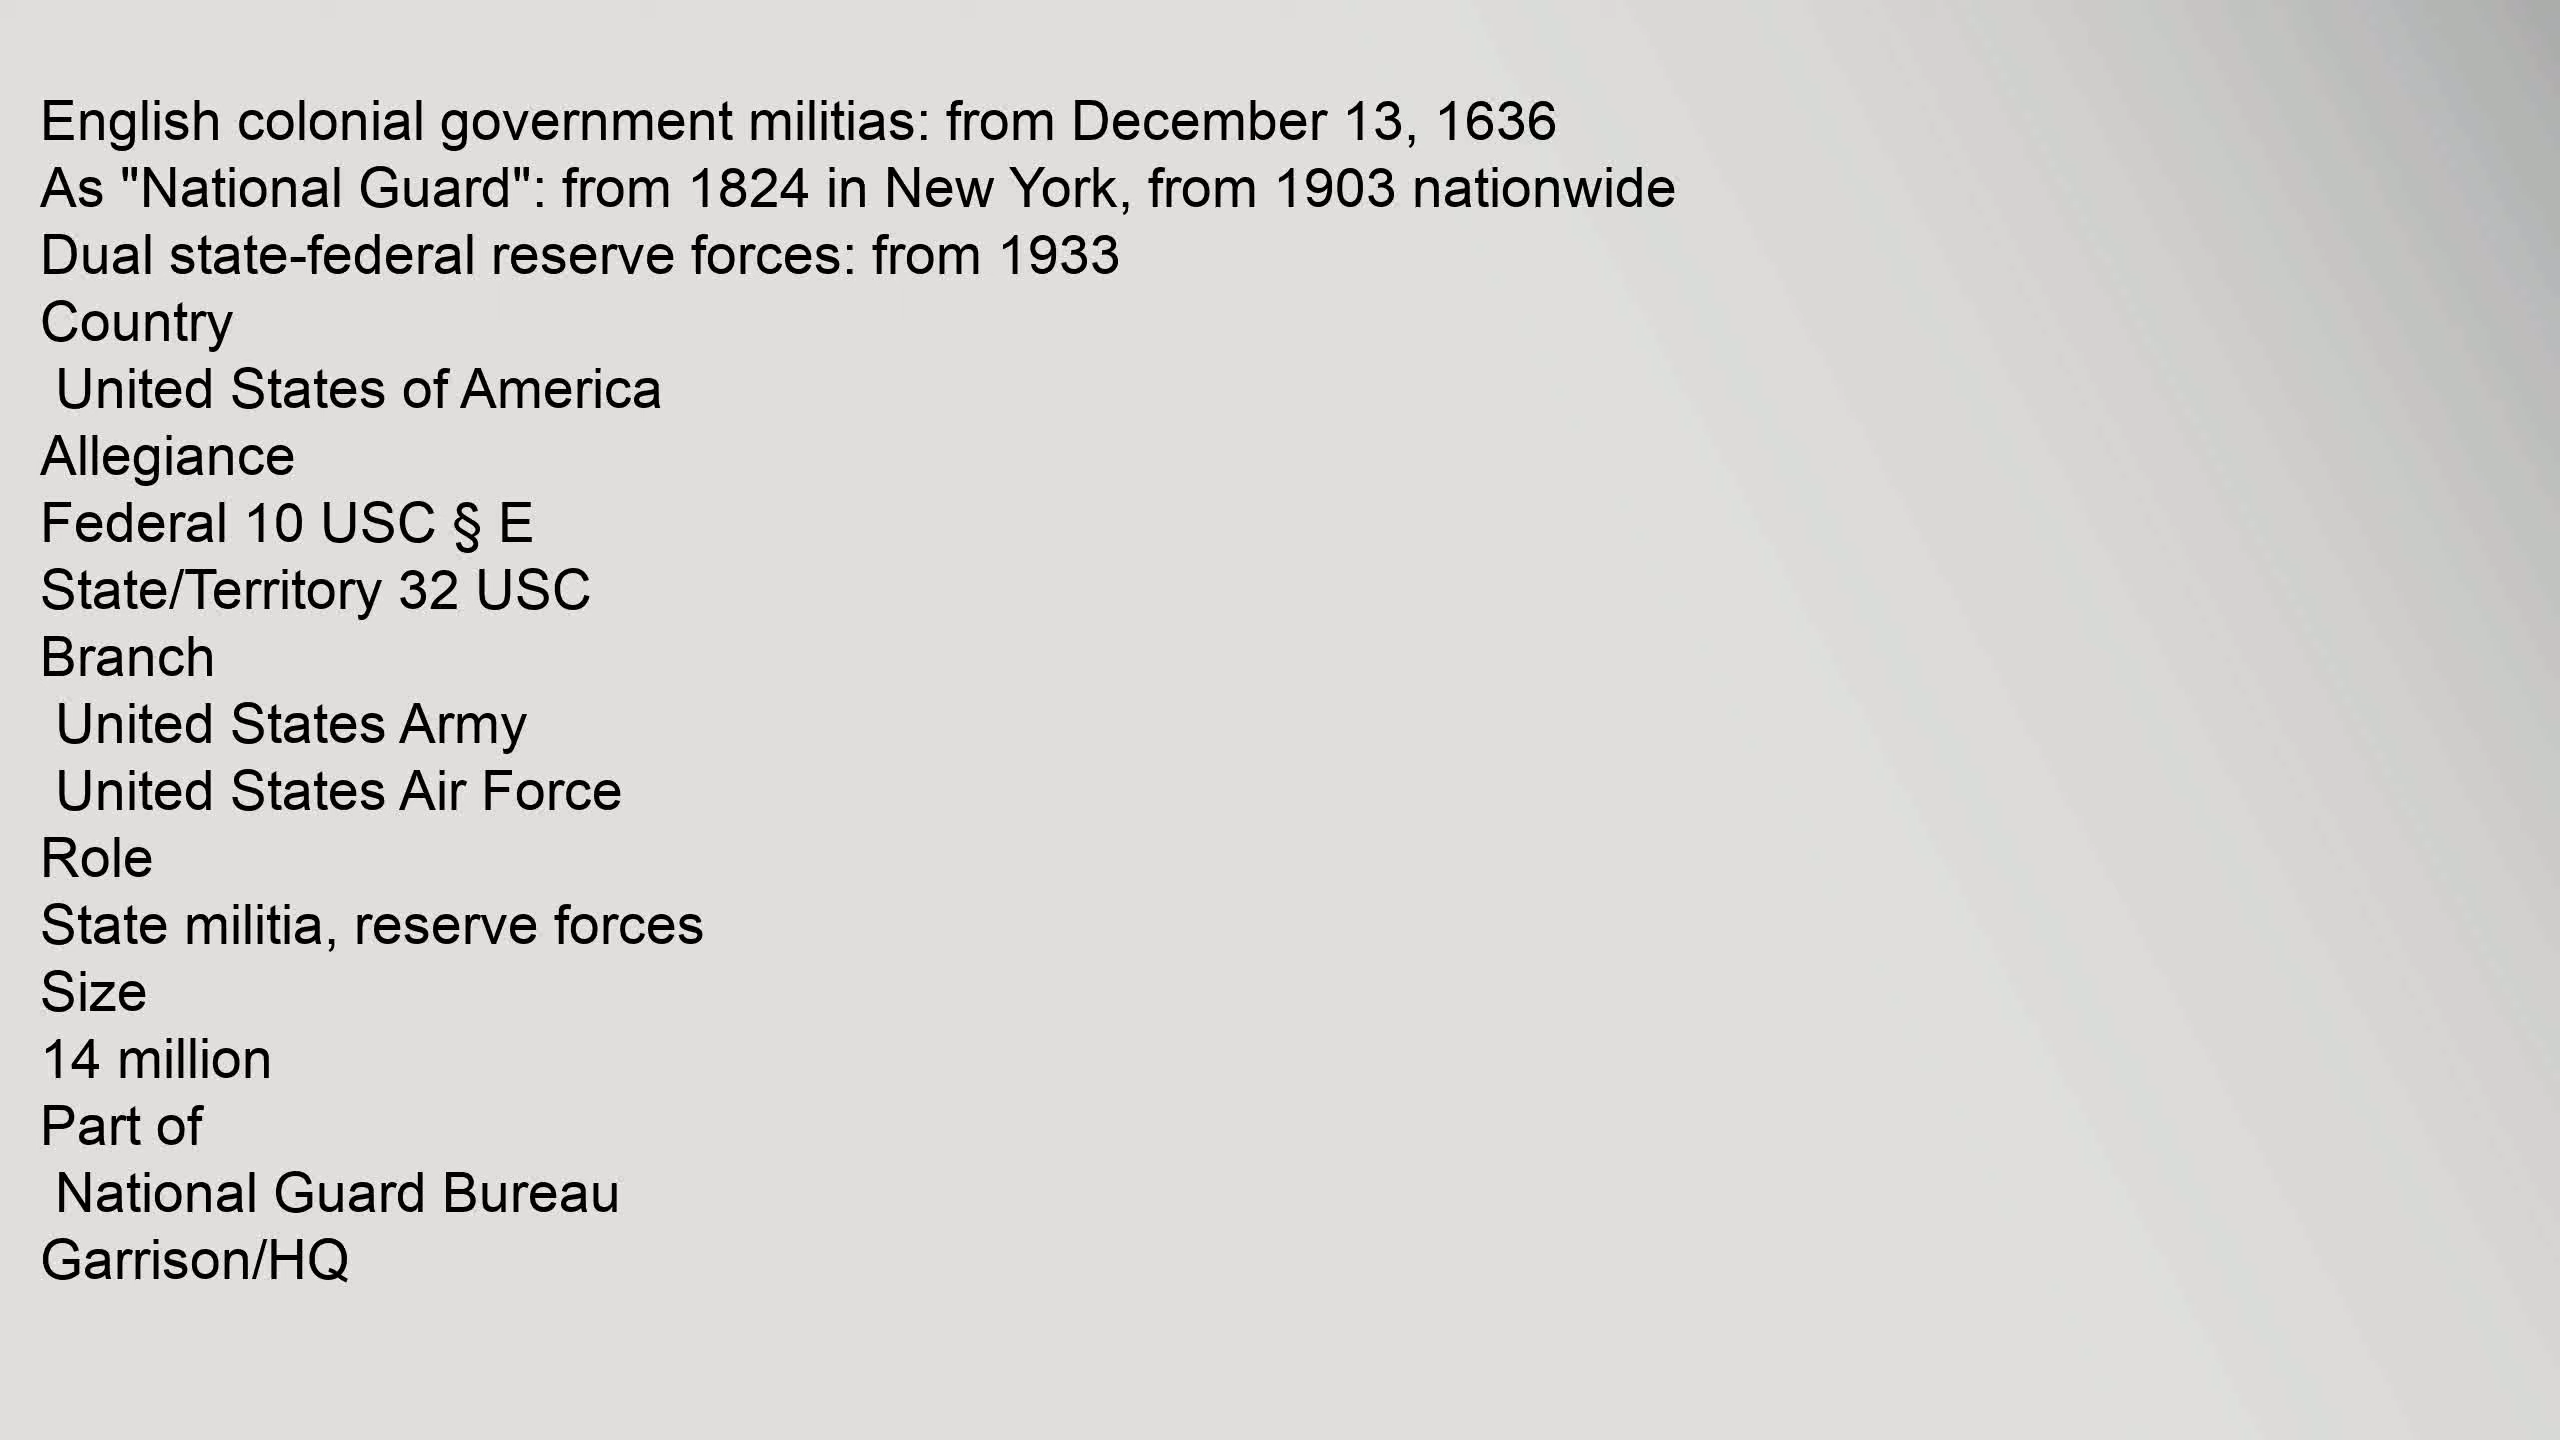 English colonial government militias: from December 13, 1636
As "National Guard": from 1824 in New York, from 1903 nationwide
Dual state-federal reserve forces: from 1933
Country
United States of America
Allegiance
Federal 10 USC § E
State/Territory 32 USC
Branch
United States Army
United States Air Force
Role
State militia, reserve forces
Size
14 million
Part of
National Guard Bureau
Garrison/HQ